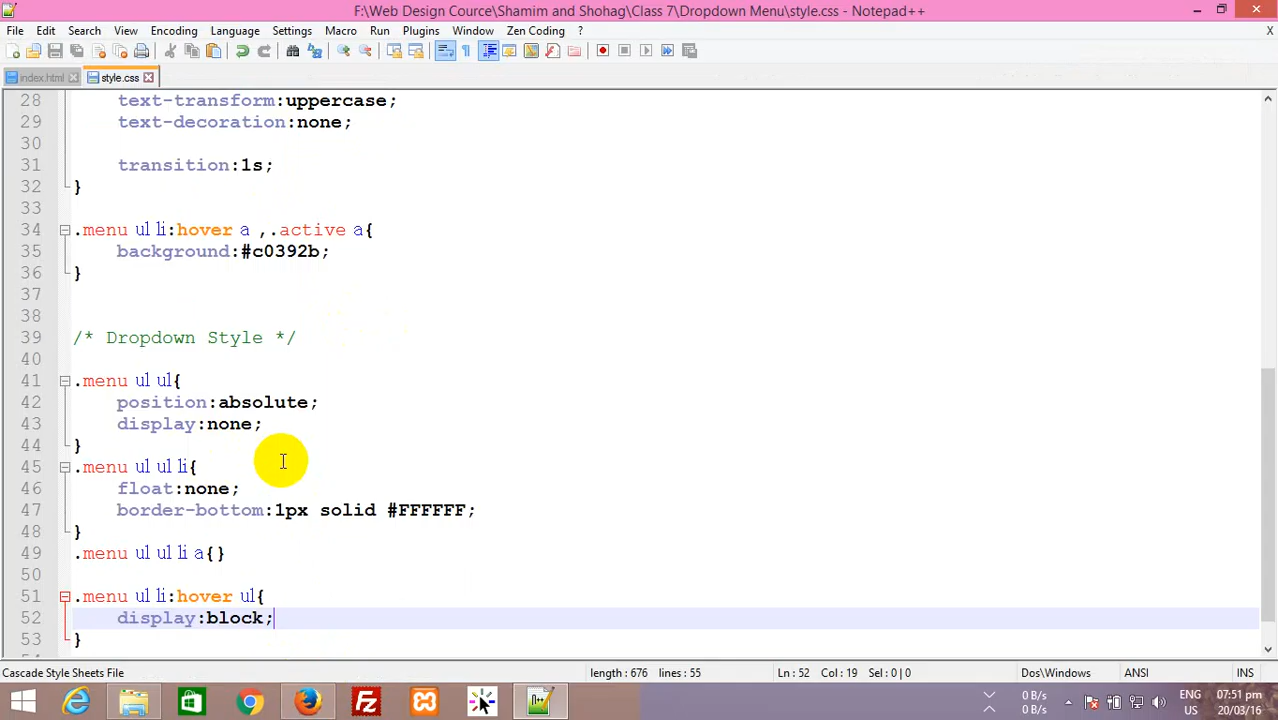 F:\Web Design Cource\Shamim and Shohag\Class 7\Dropdown Menu\style.css - Notepad++
File Edit Search View Encoding Language Settings Macro Run Plugins Window Zen Coding ? X
index.html style.css
28 text-transform:uppercase;
29 text-decoration:none;
30
31 transition:1s;
32 }
33
34 .menu ul li:hover a ,.active a{
35 background:#c0392b;
36 }
37
38
39 /* Dropdown Style */
40
41 .menu ul ul{
42 position:absolute;
43 display:none;
44 }
45 .menu ul ul li{
46 float:none;
47 border-bottom:1px solid #FFFFFF;
48 }
49 .menu ul ul li a{}
50
51 .menu ul li:hover ul{
52 display:block;
53 }
Cascade Style Sheets File length : 676 lines : 55 Ln : 52 Col : 19 Sel : 0 | 0 Dos\Windows ANSI INS
0 B/s ENG 07:51 pm
0 B/s US 20/03/16